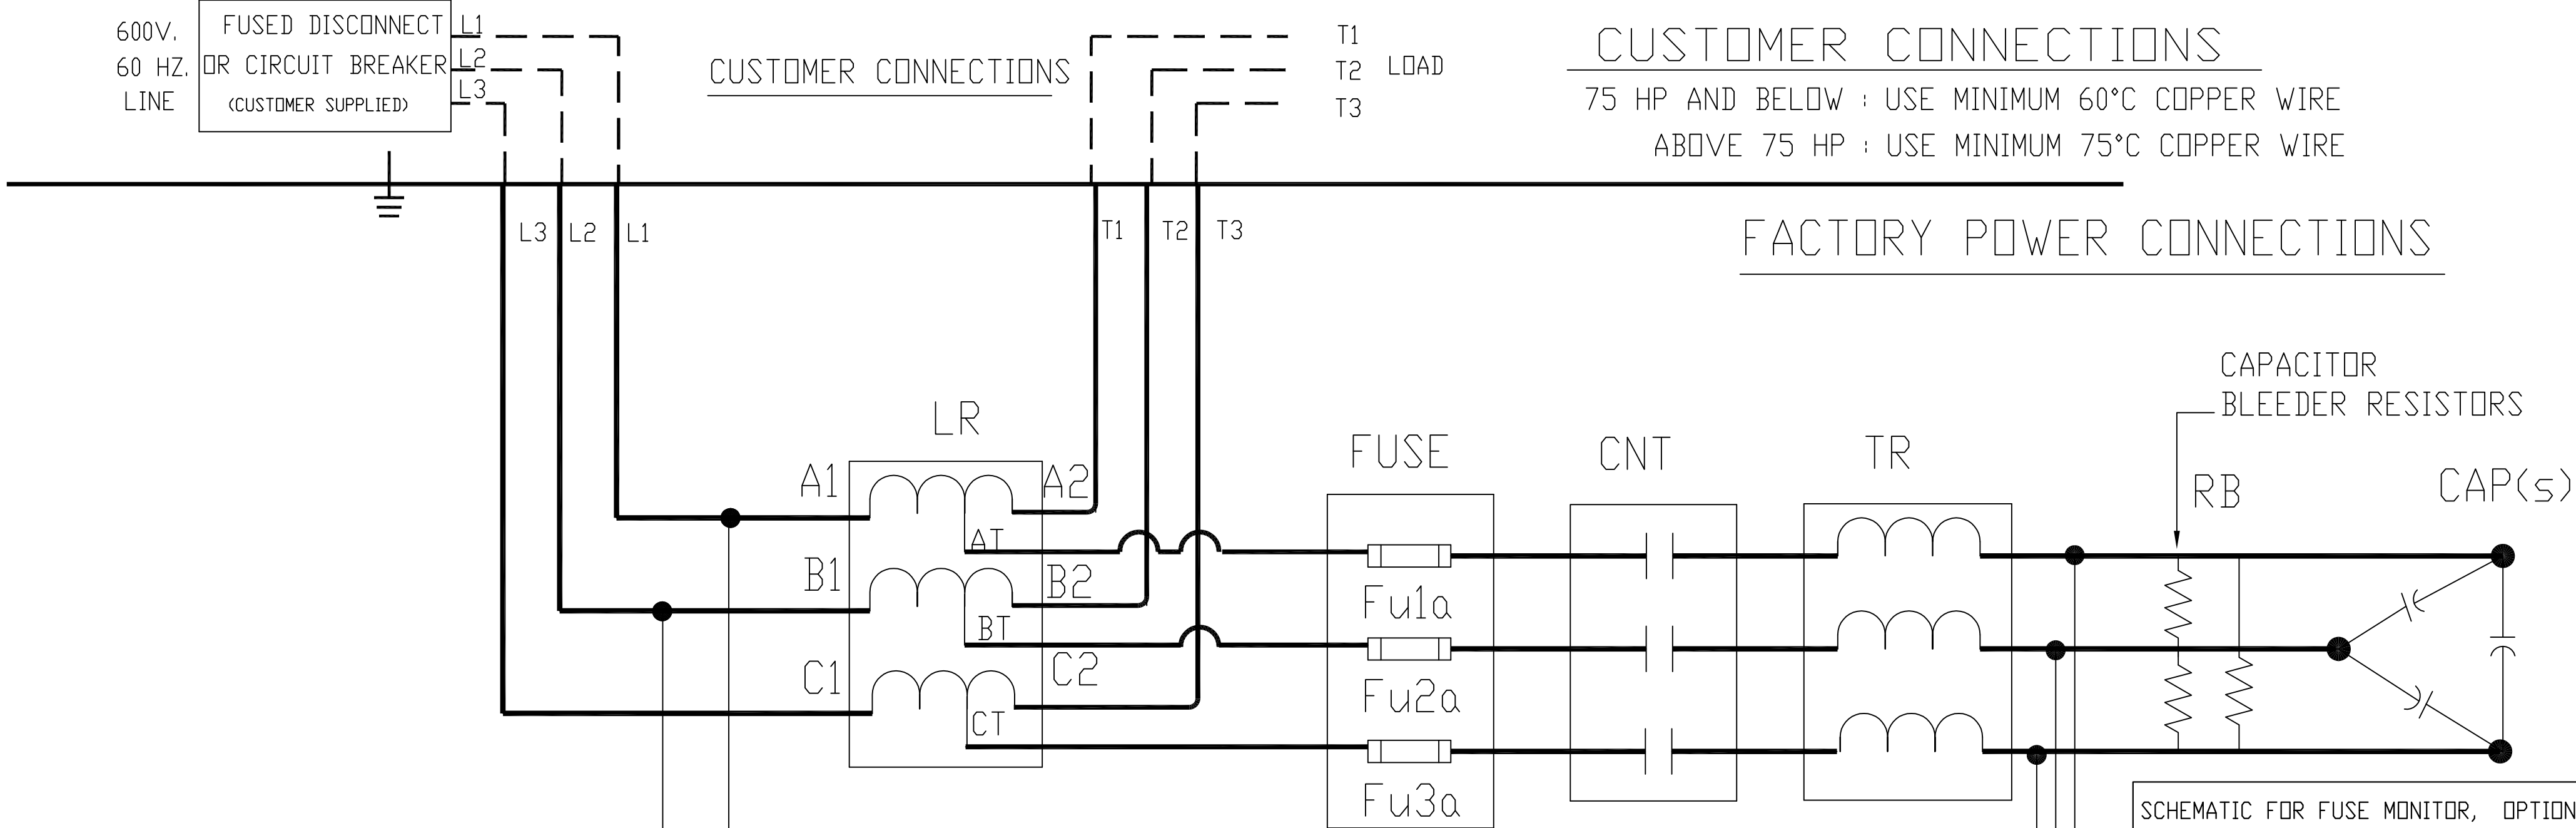 600V.
60 HZ.
LINE
FUSED DISCONNECT
OR CIRCUIT BREAKER
(CUSTOMER SUPPLIED)
L1
L2
L3
CUSTOMER CONNECTIONS
T1
T2
T3
LOAD
CUSTOMER CONNECTIONS
75 HP AND BELOW : USE MINIMUM 60°C COPPER WIRE
ABOVE 75 HP : USE MINIMUM 75°C COPPER WIRE
L3
L2
L1
T1
T2
T3
FACTORY POWER CONNECTIONS
CAPACITOR
BLEEDER RESISTORS
LR
FUSE
CNT
TR
RB
CAP(s)
A1
A2
AT
B1
B2
BT
C1
C2
CT
Fu1a
Fu2a
Fu3a
SCHEMATIC FOR FUSE MONITOR, OPTION